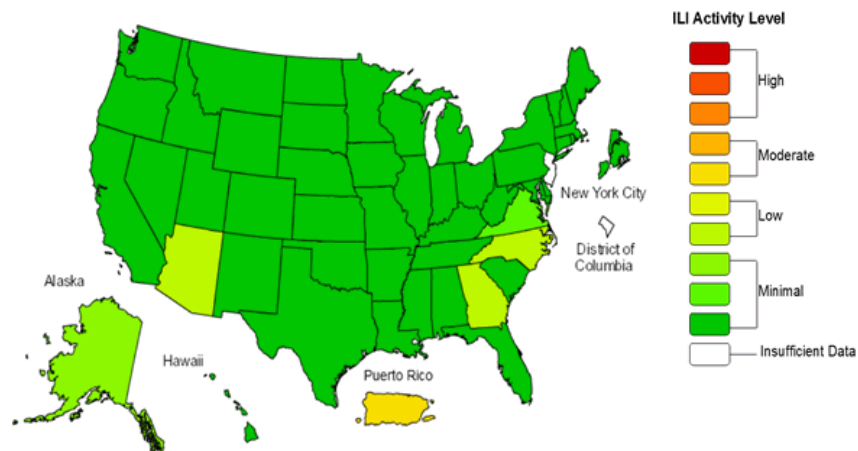 ILI Activity Level
High
Moderate
Low
Minimal
Insufficient Data
New York City
District of
Columbia
Alaska
Hawaii
Puerto Rico